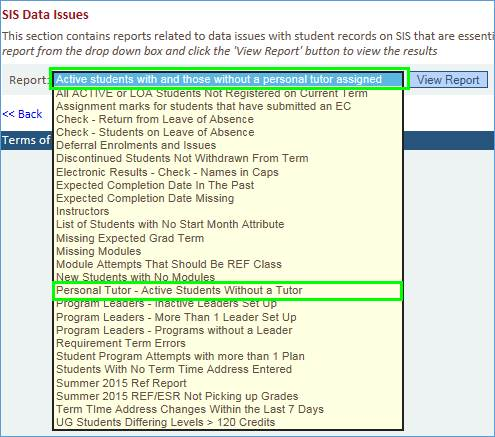 SIS Data Issues
This section contains reports related to data issues with student records on SIS that are essenti
report from the drop down box and click the 'View Report' button to view the results
Report: Active students with and those without a personal tutor assigned View Report
All ACTIVE or LOA Students Not Registered on Current Term
<< Back Assignment marks for students that have submitted an EC
Check - Return from Leave of Absence
Terms of Check - Students on Leave of Absence
Deferral Enrolments and Issues
Discontinued Students Not Withdrawn From Term
Electronic Results - Check - Names in Caps
Expected Completion Date In The Past
Expected Completion Date Missing
Instructors
List of Students with No Start Month Attribute
Missing Expected Grad Term
Missing Modules
Module Attempts That Should Be REF Class
New Students with No Modules
Personal Tutor - Active Students Without a Tutor
Program Leaders - Inactive Leaders Set Up
Program Leaders - More Than 1 Leader Set Up
Program Leaders - Programs without a Leader
Requirement Term Errors
Student Program Attempts with more than 1 Plan
Students With No Term Time Address Entered
Summer 2015 Ref Report
Summer 2015 REF/ESR Not Picking up Grades
Term TIme Address Changes Within the Last 7 Days
UG Students Differing Levels > 120 Credits